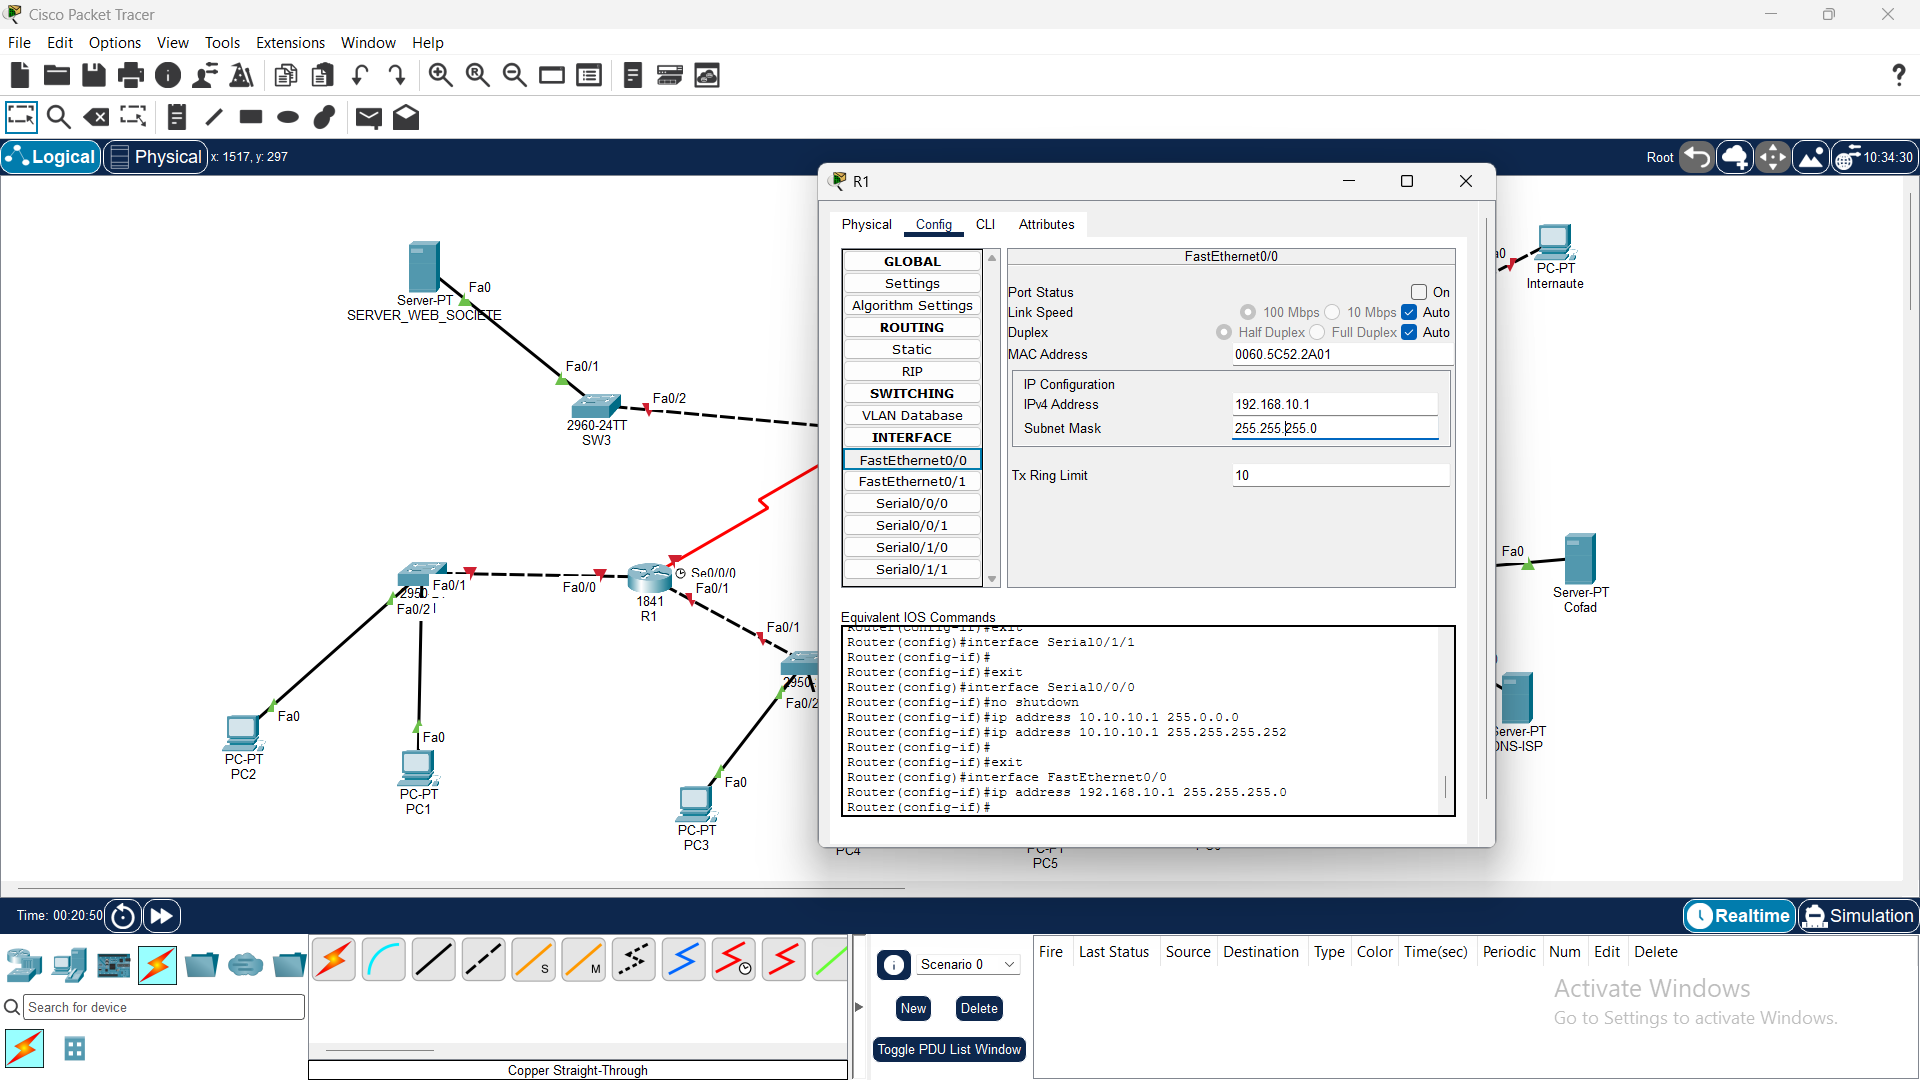 Cisco Packet Tracer
File Edit Options View Tools Extensions Window Help
Logical Physical x: 1517, y: 297 Root 10:34:30
R1
Physical Config CLI Attributes
GLOBAL
Settings
Algorithm Settings
ROUTING
Static
RIP
SWITCHING
VLAN Database
INTERFACE
FastEthernet0/0
FastEthernet0/1
Serial0/0/0
Serial0/0/1
Serial0/1/0
Serial0/1/1
FastEthernet0/0
Port Status On
Link Speed 100 Mbps 10 Mbps Auto
Duplex Half Duplex Full Duplex Auto
MAC Address 0060.5C52.2A01
IP Configuration
IPv4 Address 192.168.10.1
Subnet Mask 255.255.255.0
Tx Ring Limit 10
Equivalent IOS Commands
Router(config-if)#exit
Router(config)#interface Serial0/1/1
Router(config-if)#
Router(config-if)#exit
Router(config)#interface Serial0/0/0
Router(config-if)#no shutdown
Router(config-if)#ip address 10.10.10.1 255.0.0.0
Router(config-if)#ip address 10.10.10.1 255.255.255.252
Router(config-if)#
Router(config-if)#exit
Router(config)#interface FastEthernet0/0
Router(config-if)#ip address 192.168.10.1 255.255.255.0
Router(config-if)#
Fa0
Server-PT
SERVER_WEB_SOCIETE
Fa0/1
Fa0/2
2960-24TT
SW3
Fa0/1
2950-
Fa0/2
Fa0/0
Se0/0/0
Fa0/1
1841
R1
Fa0/1
2950-
Fa0/2
Fa0
PC-PT
PC2
Fa0
PC-PT
PC1
Fa0
PC-PT
PC3
PC4
PC-PT
PC5
PC-PT
Internaute
Fa0
Server-PT
Cofad
Server-PT
DNS-ISP
Time: 00:20:50 Realtime Simulation
Search for device
Copper Straight-Through
S
M
Scenario 0
New Delete
Toggle PDU List Window
Fire Last Status Source Destination Type Color Time(sec) Periodic Num Edit Delete
Activate Windows
Go to Settings to activate Windows.